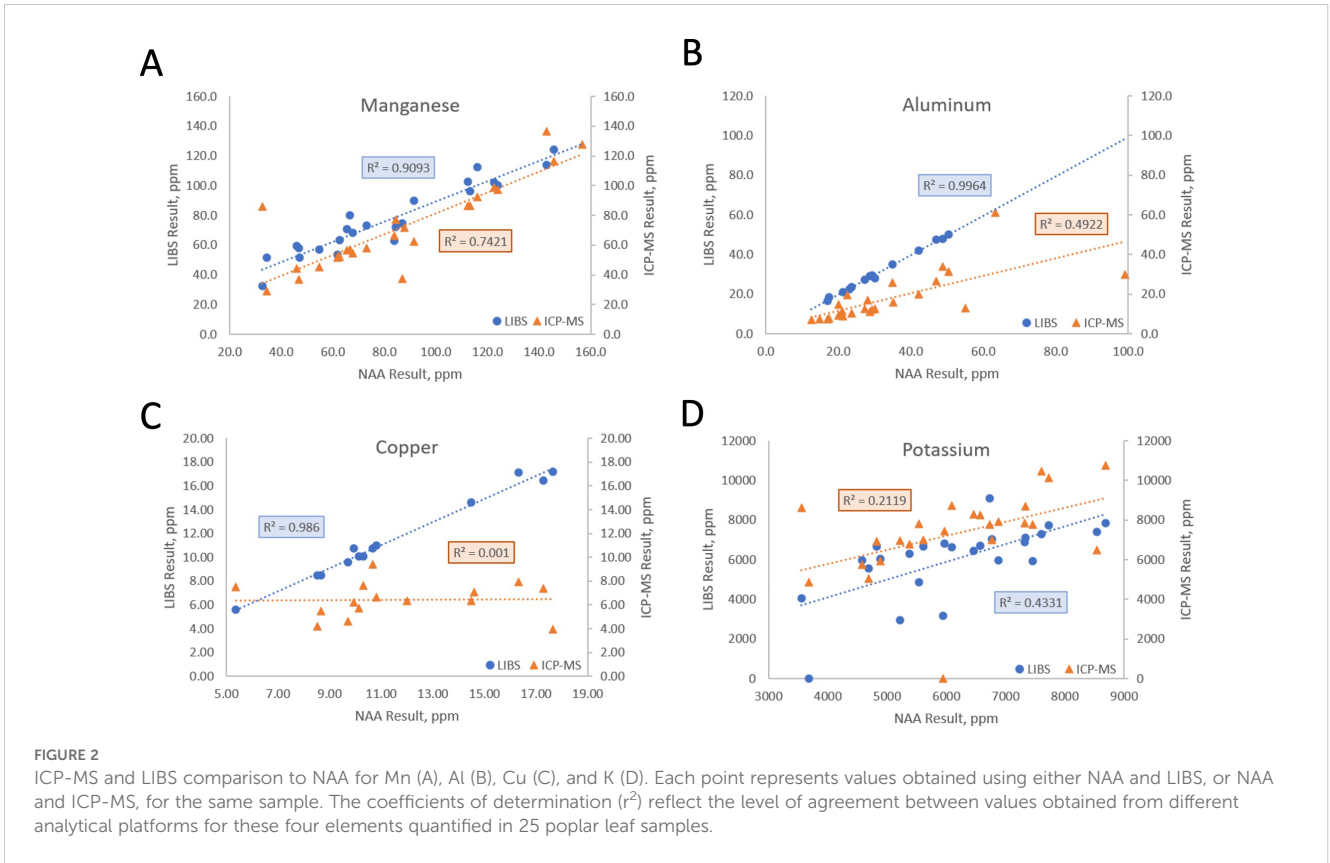 A
Manganese
160.0
140.0
120.0
100.0
80.0
60.0
40.0
20.0
0.0
LIBS Result, ppm
160.0
140.0
120.0
100.0
80.0
60.0
40.0
20.0
0.0
ICP-MS Result, ppm
R² = 0.9093
R² = 0.7421
LIBS ICP-MS
20.0 40.0 60.0 80.0 100.0 120.0 140.0 160.0
NAA Result, ppm
B
Aluminum
120.0
100.0
80.0
60.0
40.0
20.0
0.0
LIBS Result, ppm
120.0
100.0
80.0
60.0
40.0
20.0
0.0
ICP-MS Result, ppm
R² = 0.9964
R² = 0.4922
LIBS ICP-MS
0.0 20.0 40.0 60.0 80.0 100.0
NAA Result, ppm
C
Copper
20.00
18.00
16.00
14.00
12.00
10.00
8.00
6.00
4.00
2.00
0.00
LIBS Result, ppm
20.00
18.00
16.00
14.00
12.00
10.00
8.00
6.00
4.00
2.00
0.00
ICP-MS Result, ppm
R² = 0.986
R² = 0.001
LIBS ICP-MS
5.00 7.00 9.00 11.00 13.00 15.00 17.00 19.00
NAA Result, ppm
D
Potassium
12000
10000
8000
6000
4000
2000
0
LIBS Result, ppm
12000
10000
8000
6000
4000
2000
0
ICP-MS Result, ppm
R² = 0.2119
R² = 0.4331
LIBS ICP-MS
3000 4000 5000 6000 7000 8000 9000
NAA Result, ppm
FIGURE 2
ICP-MS and LIBS comparison to NAA for Mn (A), Al (B), Cu (C), and K (D). Each point represents values obtained using either NAA and LIBS, or NAA
and ICP-MS, for the same sample. The coefficients of determination (r²) reflect the level of agreement between values obtained from different
analytical platforms for these four elements quantified in 25 poplar leaf samples.